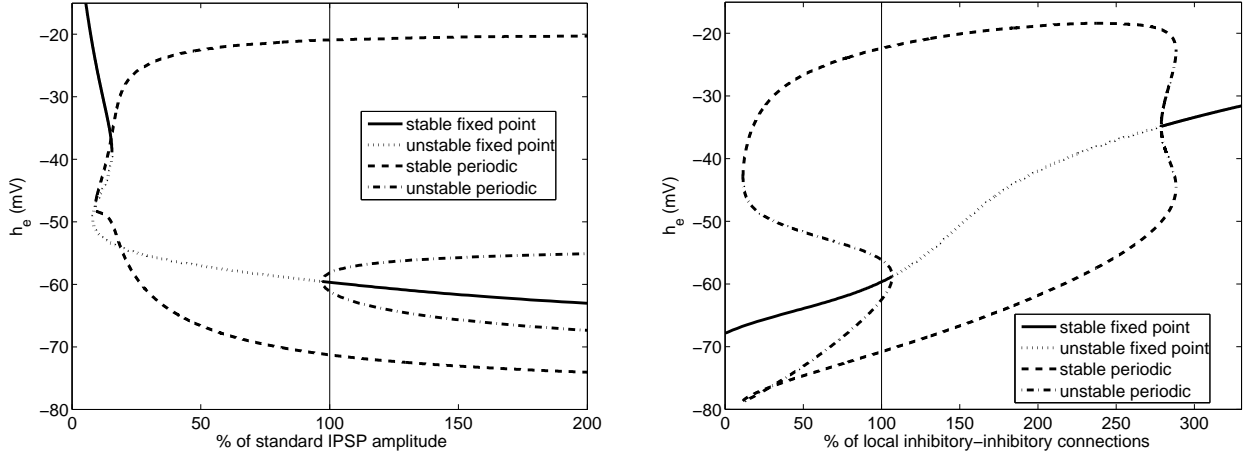 −20
−30
−40
−50
−60
−70
−80
0
50
100
150
200
h_e (mV)
% of standard IPSP amplitude
stable fixed point
unstable fixed point
stable periodic
unstable periodic
−20
−30
−40
−50
−60
−70
−80
0
50
100
150
200
250
300
h_e (mV)
% of local inhibitory−inhibitory connections
stable fixed point
unstable fixed point
stable periodic
unstable periodic